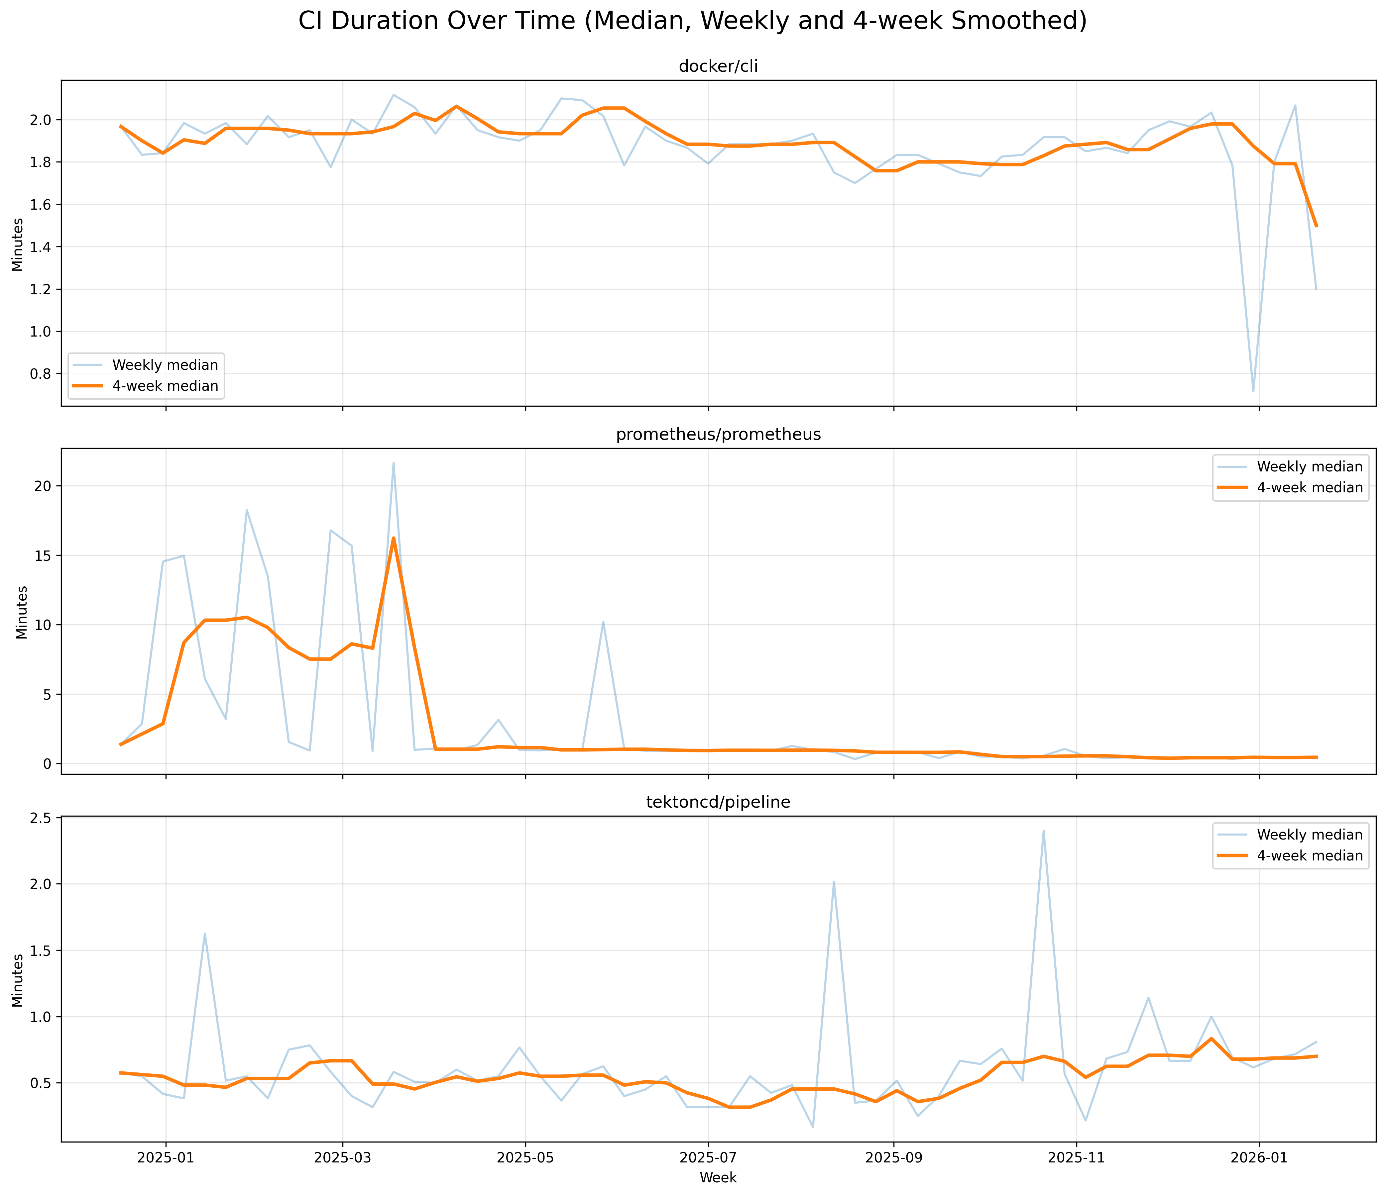 CI Duration Over Time (Median, Weekly and 4-week Smoothed)
docker/cli
Minutes
2.0
1.8
1.6
1.4
1.2
1.0
0.8
Weekly median
4-week median
prometheus/prometheus
Minutes
20
15
10
5
0
Weekly median
4-week median
tektoncd/pipeline
Minutes
2.5
2.0
1.5
1.0
0.5
Weekly median
4-week median
2025-01 2025-03 2025-05 2025-07 2025-09 2025-11 2026-01
Week